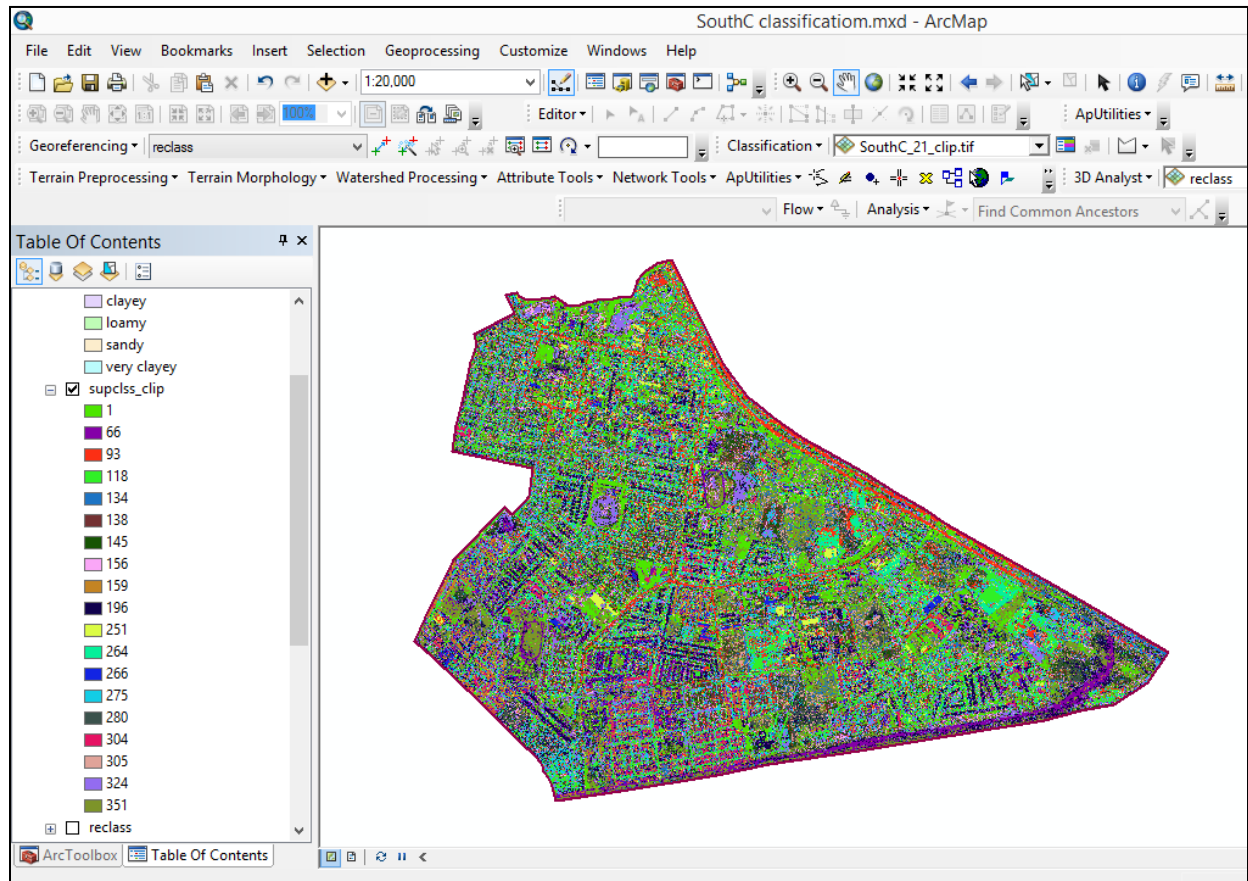 SouthC classificatiom.mxd - ArcMap
File Edit View Bookmarks Insert Selection Geoprocessing Customize Windows Help
1:20,000
100% Editor ApUtilities
Georeferencing reclass Classification SouthC_21_clip.tif
Terrain Preprocessing Terrain Morphology Watershed Processing Attribute Tools Network Tools ApUtilities 3D Analyst reclass
Flow Analysis Find Common Ancestors
Table Of Contents
clayey
loamy
sandy
very clayey
supclss_clip
1
66
93
118
134
138
145
156
159
196
251
264
266
275
280
304
305
324
351
reclass
ArcToolbox Table Of Contents